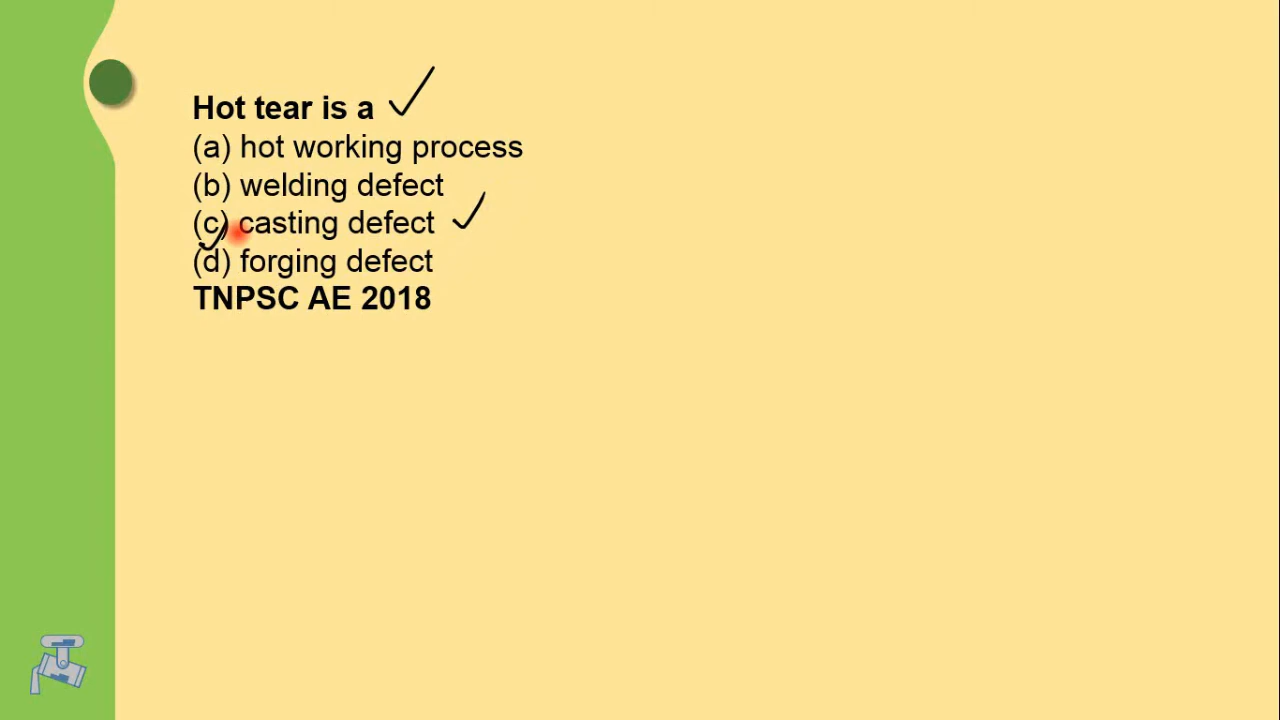 Hot tear is a
(a) hot working process
(b) welding defect
(c) casting defect
(d) forging defect
TNPSC AE 2018